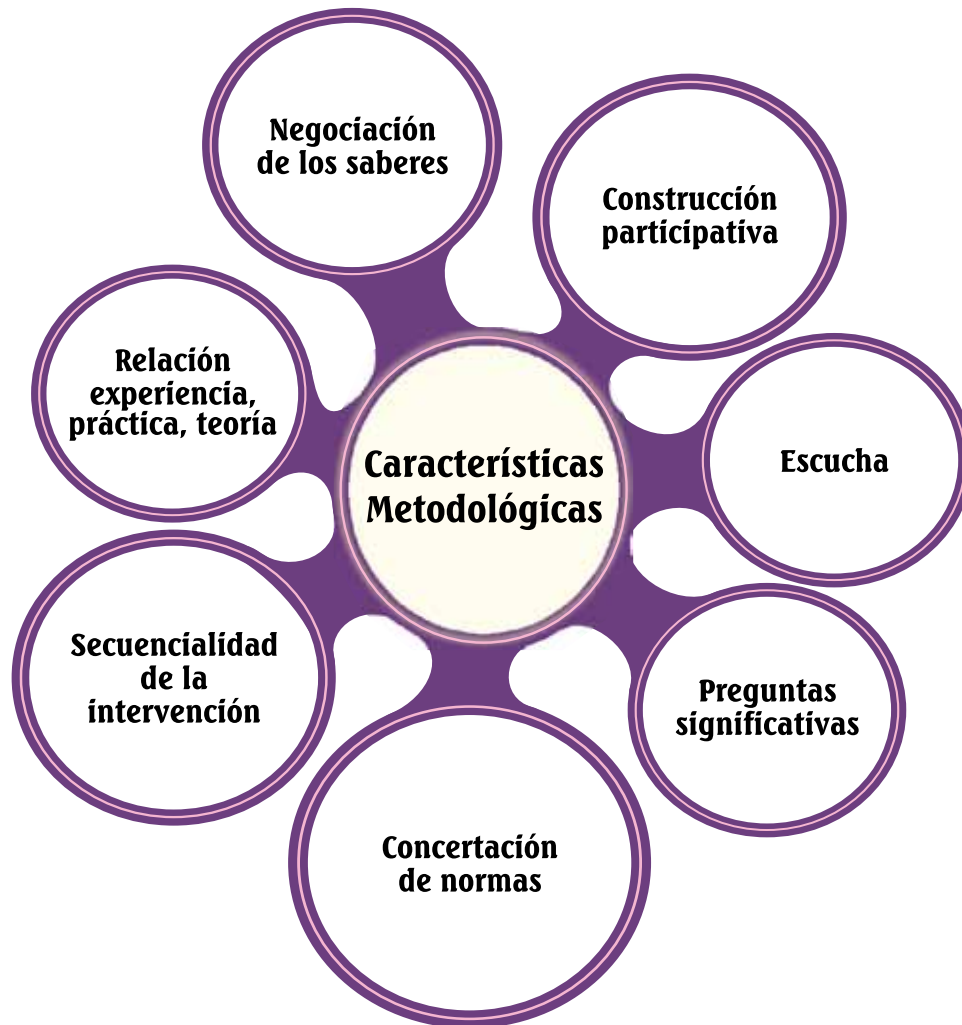 Negociación
de los saberes
Construcción
participativa
Relación
experiencia,
práctica, teoría
Características
Metodológicas
Escucha
Secuencialidad
de la
intervención
Preguntas
significativas
Concertación
de normas